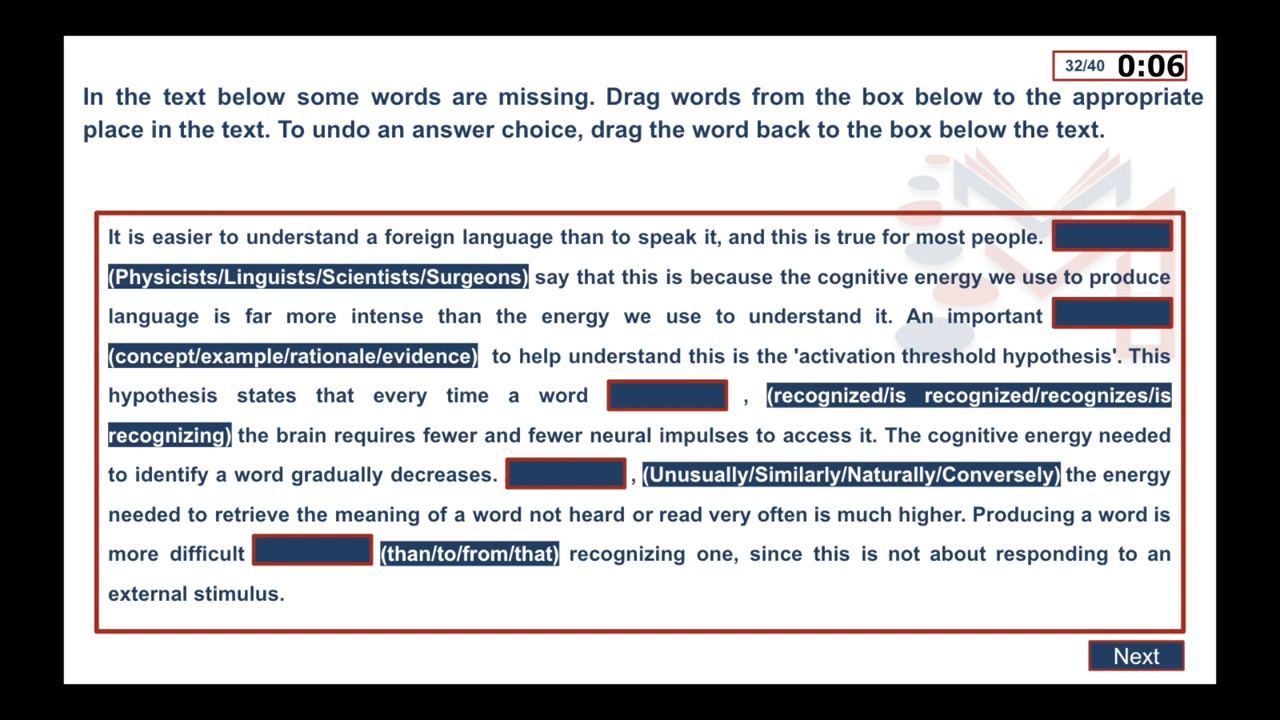 32/40 0:06
In the text below some words are missing. Drag words from the box below to the appropriate
place in the text. To undo an answer choice, drag the word back to the box below the text.
It is easier to understand a foreign language than to speak it, and this is true for most people.
(Physicists/Linguists/Scientists/Surgeons) say that this is because the cognitive energy we use to produce
language is far more intense than the energy we use to understand it. An important
(concept/example/rationale/evidence) to help understand this is the 'activation threshold hypothesis'. This
hypothesis states that every time a word , (recognized/is recognized/recognizes/is
recognizing) the brain requires fewer and fewer neural impulses to access it. The cognitive energy needed
to identify a word gradually decreases. , (Unusually/Similarly/Naturally/Conversely) the energy
needed to retrieve the meaning of a word not heard or read very often is much higher. Producing a word is
more difficult (than/to/from/that) recognizing one, since this is not about responding to an
external stimulus.
Next